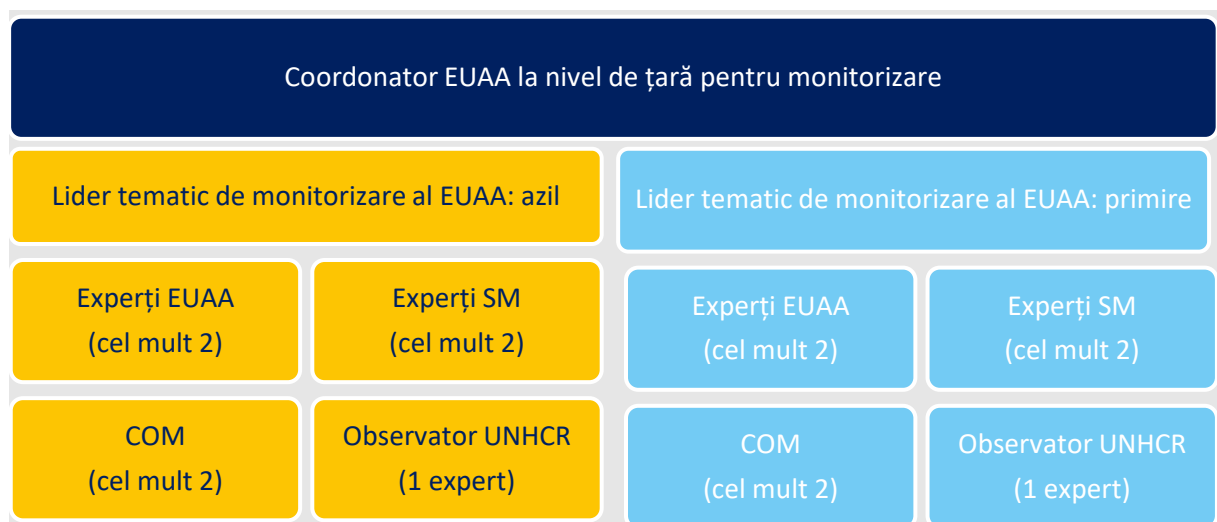 Coordonator EUAA la nivel de țară pentru monitorizare
Lider tematic de monitorizare al EUAA: azil
Lider tematic de monitorizare al EUAA: primire
Experți EUAA
(cel mult 2)
Experți SM
(cel mult 2)
Experți EUAA
(cel mult 2)
Experți SM
(cel mult 2)
COM
(cel mult 2)
Observator UNHCR
(1 expert)
COM
(cel mult 2)
Observator UNHCR
(1 expert)